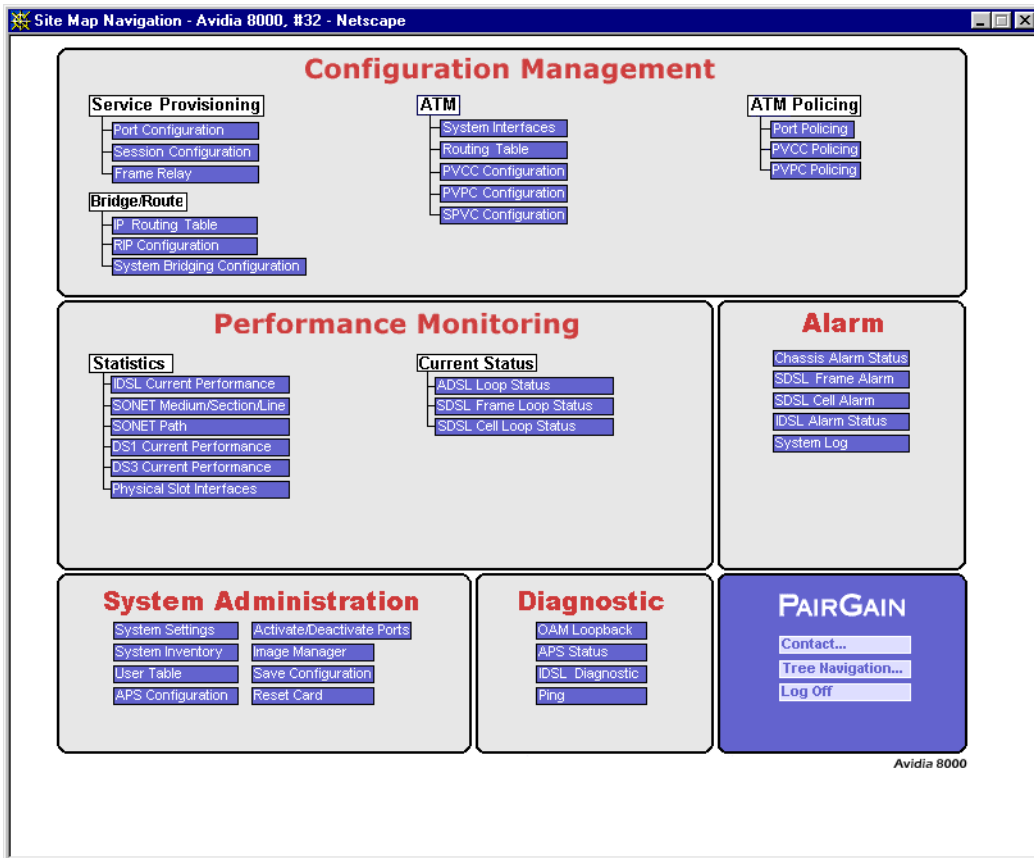 Site Map Navigation - Avidia 8000, #32 - Netscape
Configuration Management
Service Provisioning
Port Configuration
Session Configuration
Frame Relay
Bridge/Route
IP Routing Table
RIP Configuration
System Bridging Configuration
ATM
System Interfaces
Routing Table
PVCC Configuration
PVPC Configuration
SPVC Configuration
ATM Policing
Port Policing
PVCC Policing
PVPC Policing
Performance Monitoring
Statistics
IDSL Current Performance
SONET Medium/Section/Line
SONET Path
DS1 Current Performance
DS3 Current Performance
Physical Slot Interfaces
Current Status
ADSL Loop Status
SDSL Frame Loop Status
SDSL Cell Loop Status
Alarm
Chassis Alarm Status
SDSL Frame Alarm
SDSL Cell Alarm
IDSL Alarm Status
System Log
System Administration
System Settings
System Inventory
User Table
APS Configuration
Activate/Deactivate Ports
Image Manager
Save Configuration
Reset Card
Diagnostic
OAM Loopback
APS Status
IDSL Diagnostic
Ping
PAIRGAIN
Contact...
Tree Navigation...
Log Off
Avidia 8000